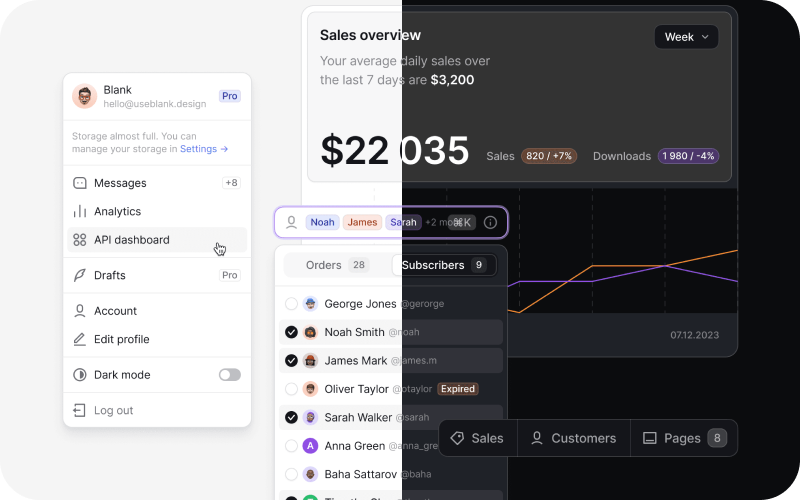 Blank
hello@useblank.design
Pro
Storage almost full. You can
manage your storage in Settings →
Messages
+8
Analytics
API dashboard
Drafts
Pro
Account
Edit profile
Dark mode
Log out
Sales overview
Week
Your average daily sales over
the last 7 days are $3,200
$22 035
Sales 820 / +7%
Downloads 1 980 / -4%
07.12.2023
Noah James Sarah +2 ⌘K
Orders 28
Subscribers 9
George Jones @gerorge
Noah Smith @noah
James Mark @james.m
Oliver Taylor @otaylor Expired
Sarah Walker @sarah
A Anna Green @anna_gre
Baha Sattarov @baha
Sales
Customers
Pages 8